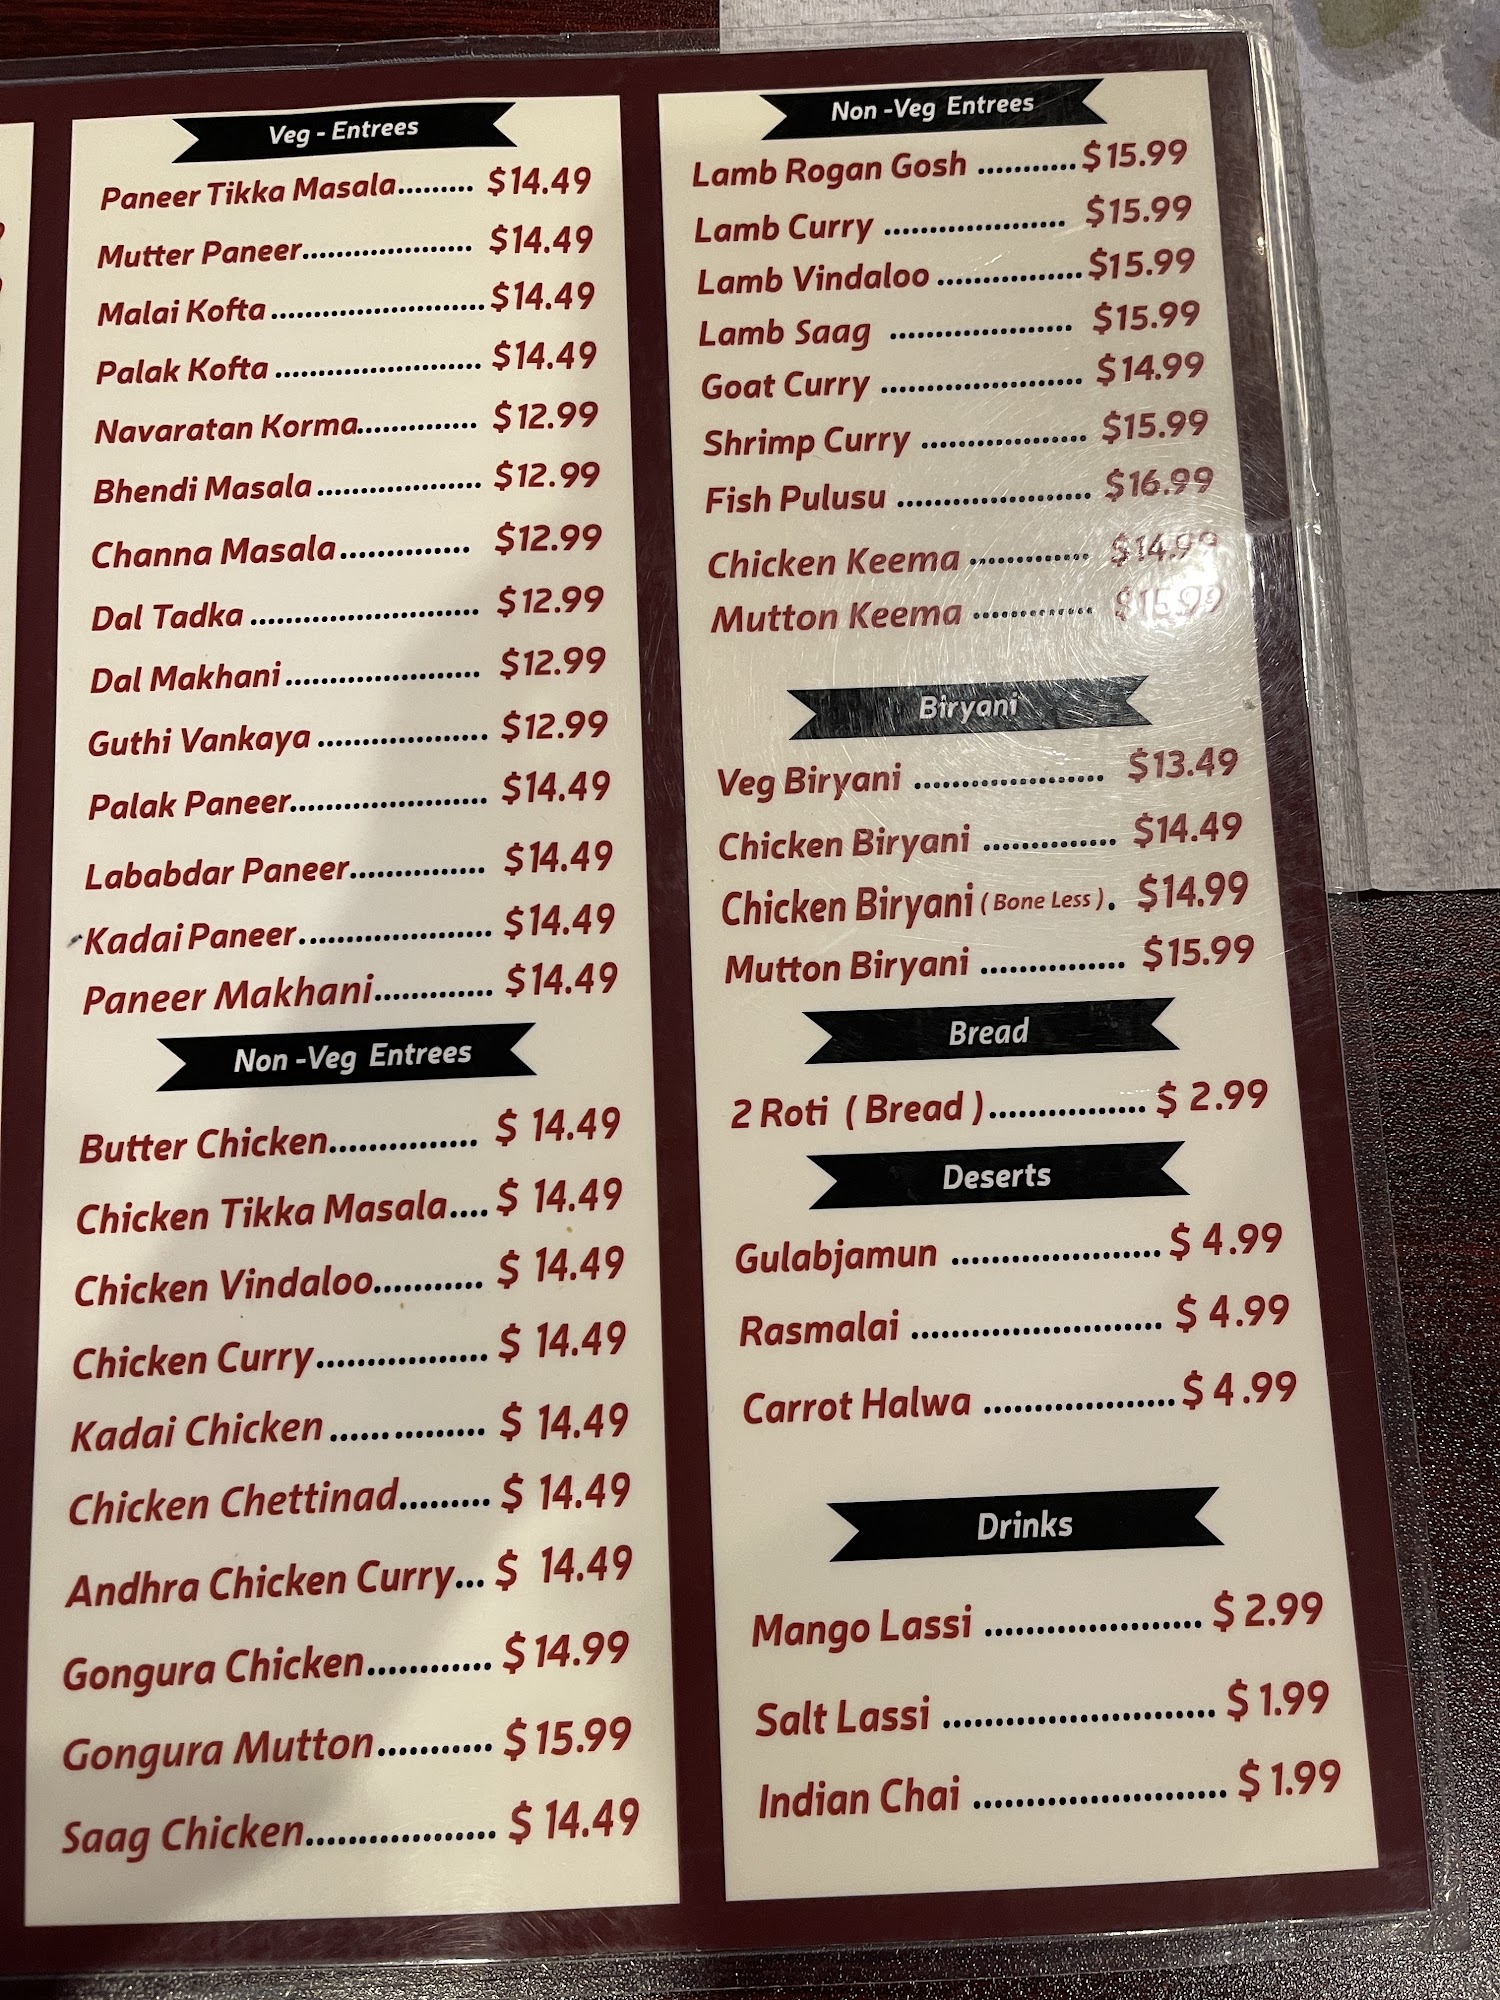 Veg - Entrees
Paneer Tikka Masala......... $14.49
Mutter Paneer.................... $14.49
Malai Kofta ......................... $14.49
Palak Kofta ........................ $14.49
Navaratan Korma.............. $12.99
Bhendi Masala ................... $12.99
Channa Masala .............. $12.99
Dal Tadka ........................... $12.99
Dal Makhani ....................... $12.99
Guthi Vankaya .................... $12.99
Palak Paneer....................... $14.49
Lababdar Paneer................ $14.49
Kadai Paneer....................... $14.49
Paneer Makhani............. $14.49
Non -Veg Entrees
Butter Chicken.............. $ 14.49
Chicken Tikka Masala.... $ 14.49
Chicken Vindaloo........... $ 14.49
Chicken Curry................. $ 14.49
Kadai Chicken ............... $ 14.49
Chicken Chettinad......... $ 14.49
Andhra Chicken Curry... $ 14.49
Gongura Chicken............ $ 14.99
Gongura Mutton........... $ 15.99
Saag Chicken................... $ 14.49
Non -Veg Entrees
Lamb Rogan Gosh ........... $15.99
Lamb Curry ..................... $15.99
Lamb Vindaloo ................. $15.99
Lamb Saag ..................... $15.99
Goat Curry ....................... $14.99
Shrimp Curry ................... $15.99
Fish Pulusu ...................... $16.99
Chicken Keema .............. $14.99
Mutton Keema .............. $15.99
Biryani
Veg Biryani ..................... $13.49
Chicken Biryani .............. $14.49
Chicken Biryani ( Bone Less ) . $14.99
Mutton Biryani ............... $15.99
Bread
2 Roti ( Bread )................ $ 2.99
Deserts
Gulabjamun .................... $ 4.99
Rasmalai ........................ $ 4.99
Carrot Halwa .................. $ 4.99
Drinks
Mango Lassi .................... $ 2.99
Salt Lassi .......................... $ 1.99
Indian Chai ........................ $ 1.99